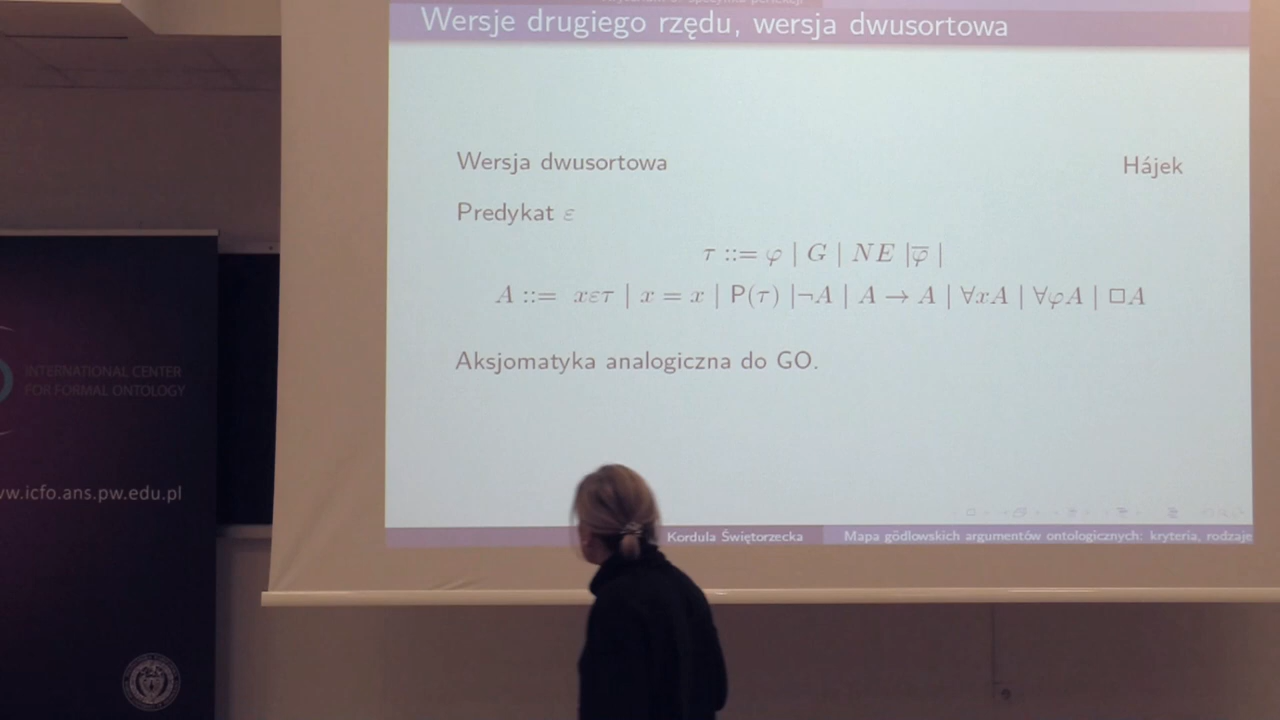 Wersje drugiego rzędu, wersja dwusortowa
Wersja dwusortowa
Hájek
Predykat ε
τ ::= φ | G | NE |φ̅ |
A ::= xετ | x = x | P(τ) |¬A | A → A | ∀xA | ∀φA | □A
Aksjomatyka analogiczna do GO.
Kordula Świętorzecka
Mapa gödlowskich argumentów ontologicznych: kryteria, rodzaje
INTERNATIONAL CENTER
FOR FORMAL ONTOLOGY
w.icfo.ans.pw.edu.pl